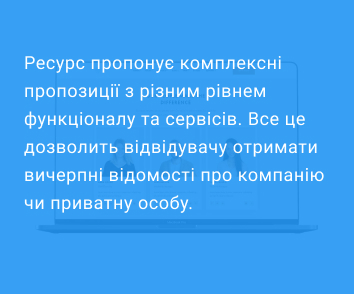 Ресурс пропонує комплексні
пропозиції з різним рівнем
функціоналу та сервісів. Все це
дозволить відвідувачу отримати
вичерпні відомості про компанію
чи приватну особу.